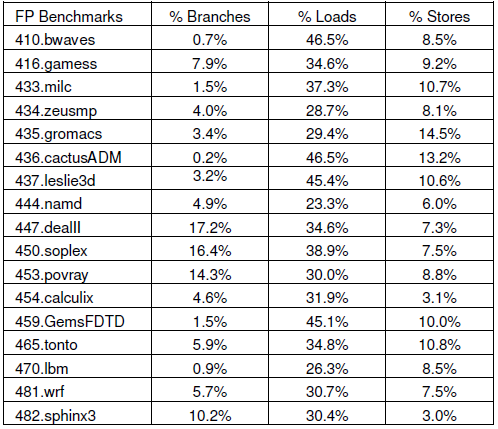 FP Benchmarks % Branches % Loads % Stores
410.bwaves 0.7% 46.5% 8.5%
416.gamess 7.9% 34.6% 9.2%
433.milc 1.5% 37.3% 10.7%
434.zeusmp 4.0% 28.7% 8.1%
435.gromacs 3.4% 29.4% 14.5%
436.cactusADM 0.2% 46.5% 13.2%
437.leslie3d 3.2% 45.4% 10.6%
444.namd 4.9% 23.3% 6.0%
447.dealII 17.2% 34.6% 7.3%
450.soplex 16.4% 38.9% 7.5%
453.povray 14.3% 30.0% 8.8%
454.calculix 4.6% 31.9% 3.1%
459.GemsFDTD 1.5% 45.1% 10.0%
465.tonto 5.9% 34.8% 10.8%
470.lbm 0.9% 26.3% 8.5%
481.wrf 5.7% 30.7% 7.5%
482.sphinx3 10.2% 30.4% 3.0%